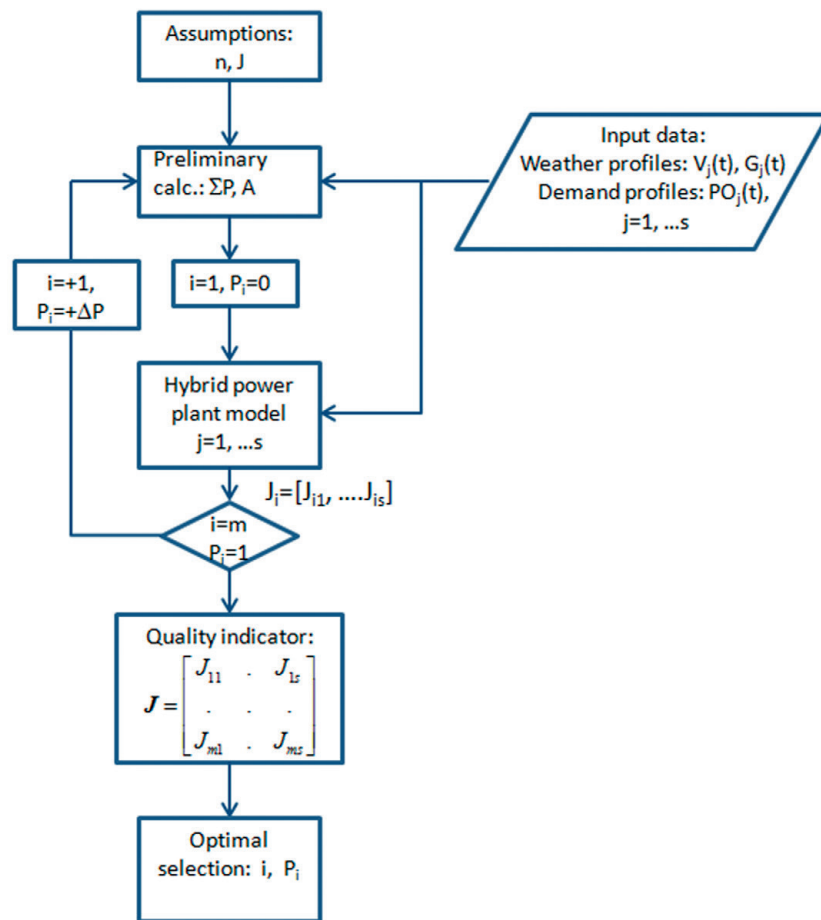 Assumptions:
n, J
Input data:
Weather profiles: Vj(t), Gj(t)
Demand profiles: POj(t),
j=1, ...s
Preliminary
calc.: ΣP, A
i=+1,
Pi=+ΔP
i=1, Pi=0
Hybrid power
plant model
j=1, ...s
Ji=[Ji1, ....Jis]
i=m
Pi=1
Quality indicator:
J11 . J1s
J = . . .
Jm1 . Jms
Optimal
selection: i, Pi